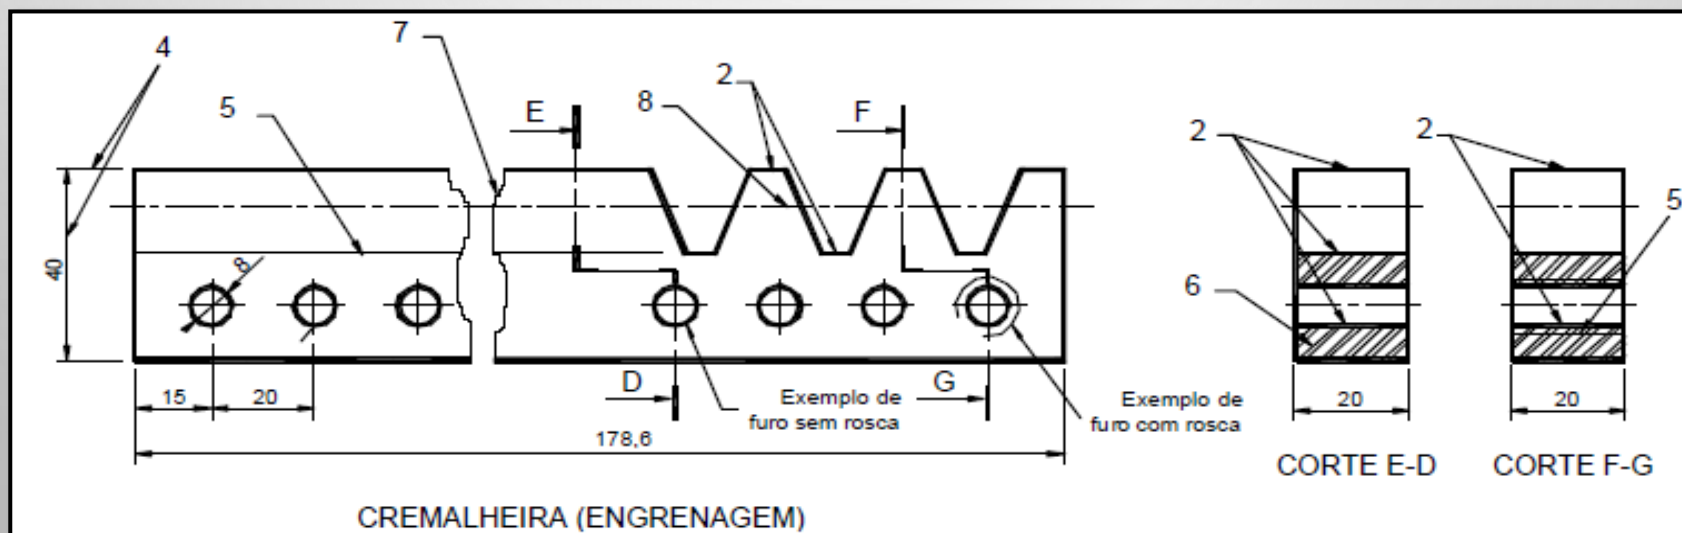 4
7
5
E
8
2
F
2
2
5
40
8
6
D
G
15
20
Exemplo de
furo sem rosca
Exemplo de
furo com rosca
20
20
178,6
CORTE E-D
CORTE F-G
CREMALHEIRA (ENGRENAGEM)